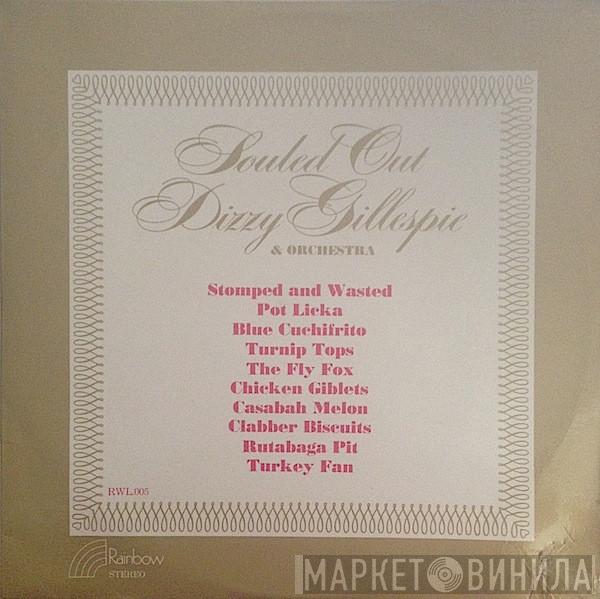 Souled Out
Dizzy Gillespie
& ORCHESTRA
Stomped and Wasted
Pot Licka
Blue Cuchifrito
Turnip Tops
The Fly Fox
Chicken Giblets
Casabah Melon
Clabber Biscuits
Rutabaga Pit
Turkey Fan
RWL.005
Rainbow
STEREO
МАРКЕТ ВИНИЛА